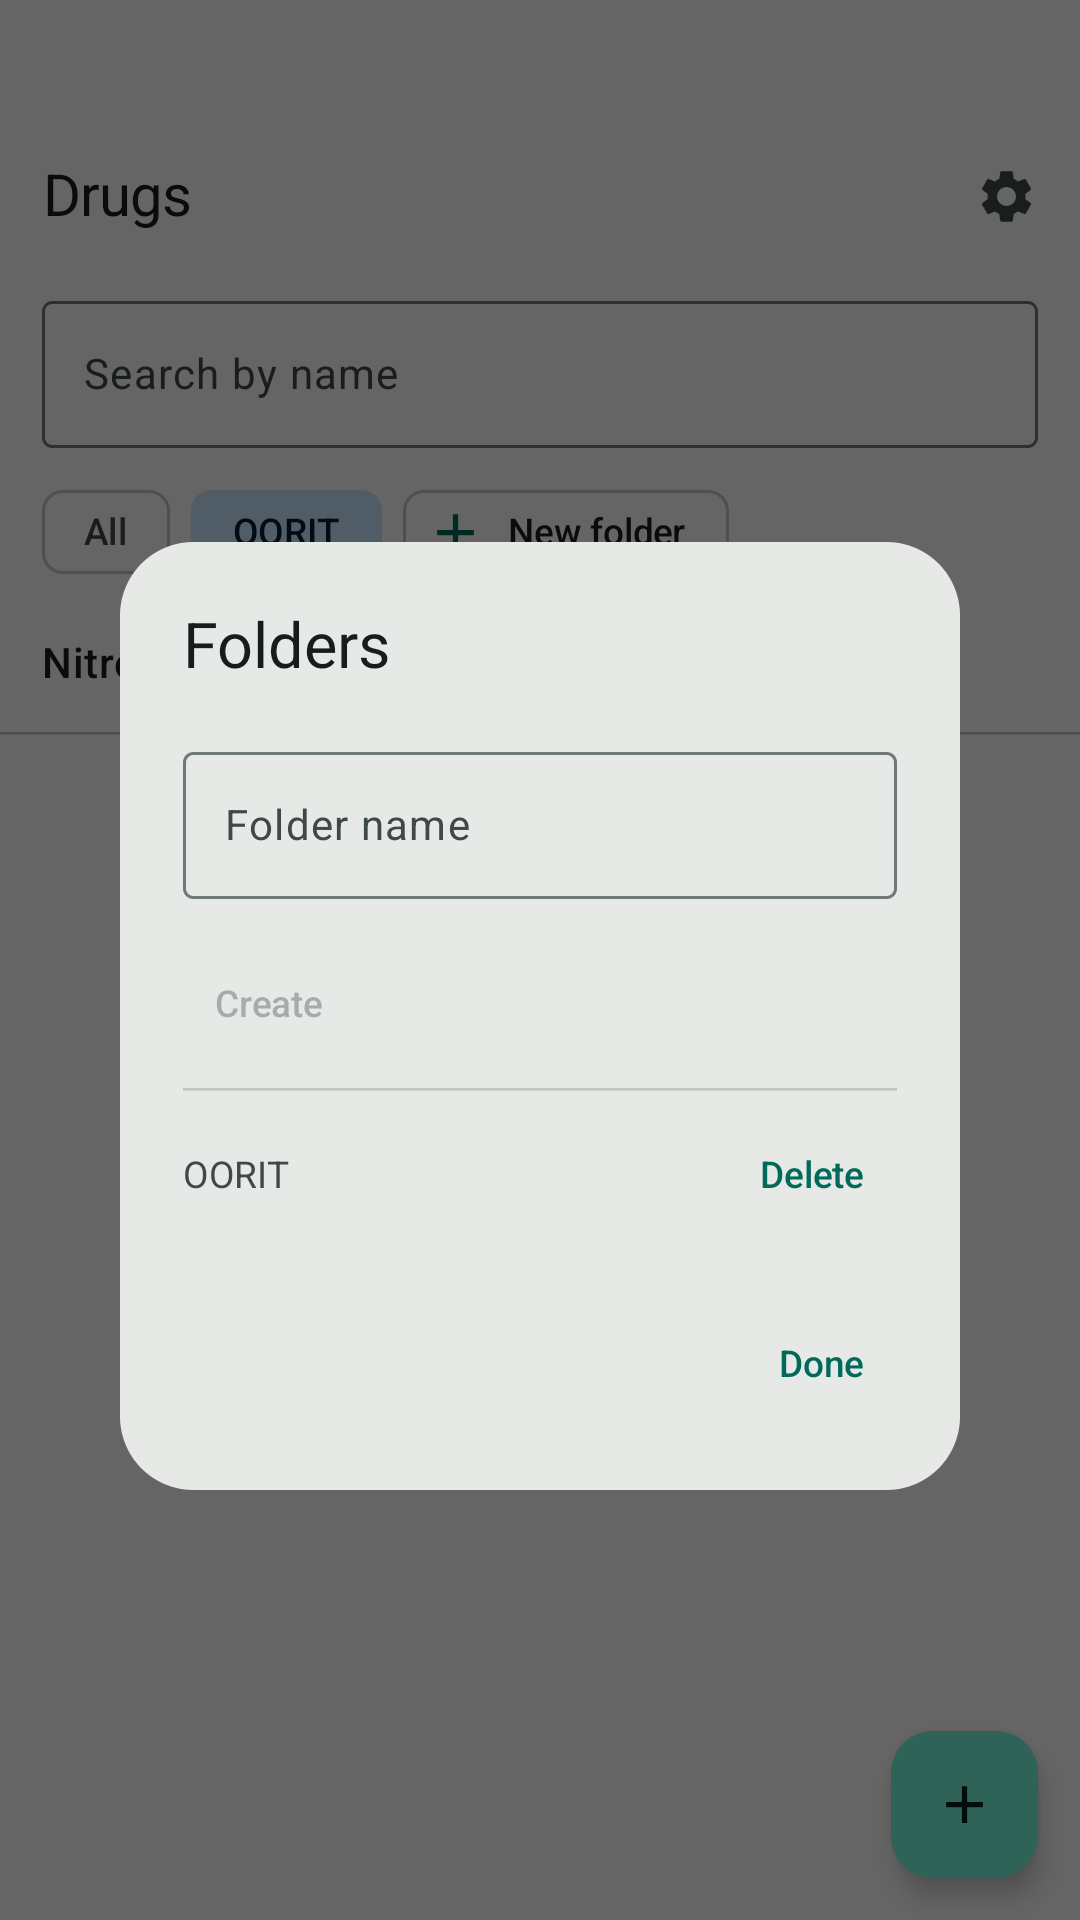 Drugs
Search by name
All
OORIT
New folder
Folders
Folder name
Create
OORIT
Delete
Done